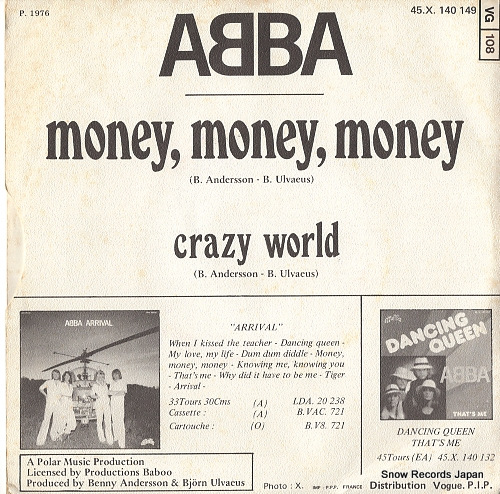 P. 1976
ABBA
45.X. 140 149
VG 108
money, money, money
(B. Andersson - B. Ulvaeus)
crazy world
(B. Andersson - B. Ulvaeus)
ABBA ARRIVAL
"ARRIVAL"
When I kissed the teacher - Dancing queen -
My love, my life - Dum dum diddle - Money,
money, money - Knowing me, knowing you
- That's me - Why did it have to be me - Tiger
- Arrival -
33Tours 30Cms (A) LDA. 20 238
Cassette : (A) B.VAC. 721
Cartouche : (O) B.V8. 721
DANCING
QUEEN
ABBA
THAT'S ME
DANCING QUEEN
THAT'S ME
45Tours (EA) 45.X. 140 132
A Polar Music Production
Licensed by Productions Baboo
Produced by Benny Andersson & Björn Ulvaeus
Photo : X. IMP : P.P.F. FRANCE
Snow Records Japan
Distribution Vogue. P.I.P.